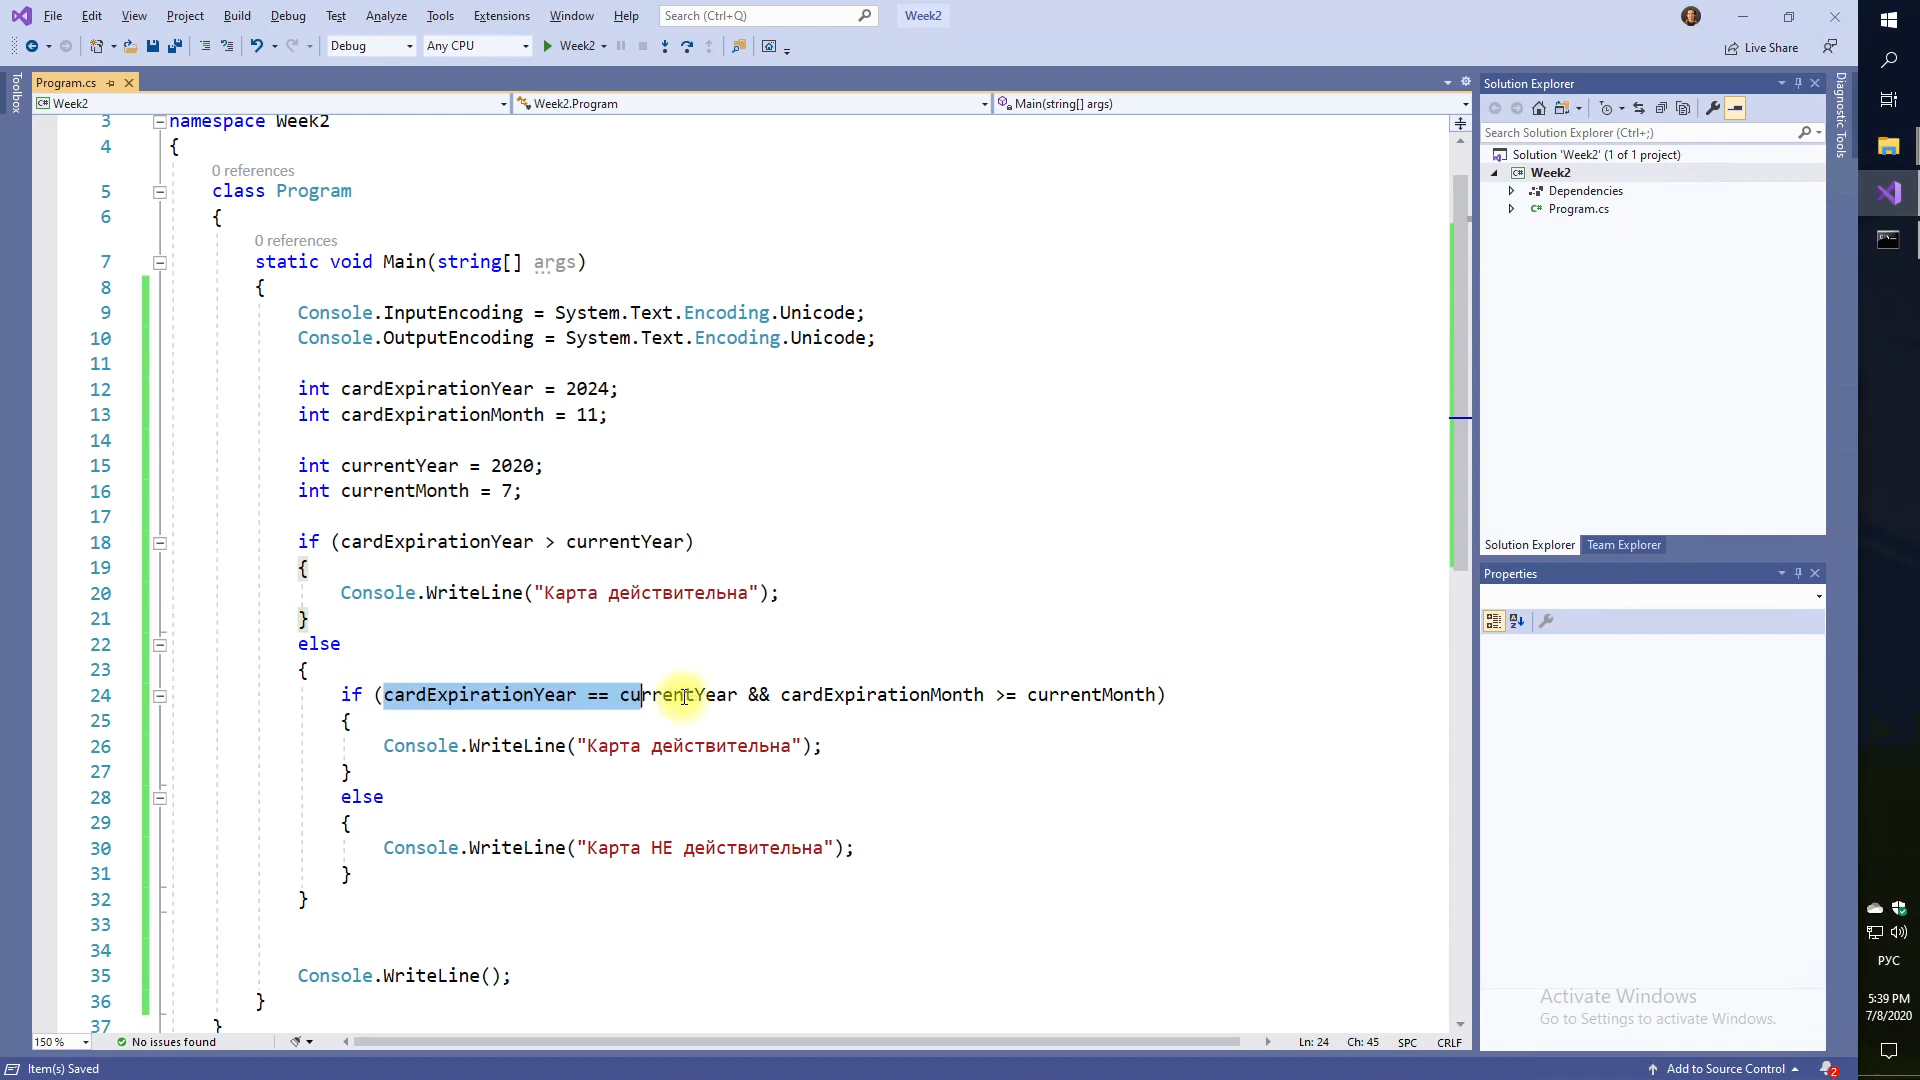 File Edit View Project Build Debug Test Analyze Tools Extensions Window Help Search (Ctrl+Q) Week2
Debug Any CPU Week2 Live Share
Toolbox
Program.cs
Week2 Week2.Program Main(string[] args)
3 namespace Week2
4 {
0 references
5 class Program
6 {
0 references
7 static void Main(string[] args)
8 {
9 Console.InputEncoding = System.Text.Encoding.Unicode;
10 Console.OutputEncoding = System.Text.Encoding.Unicode;
11
12 int cardExpirationYear = 2024;
13 int cardExpirationMonth = 11;
14
15 int currentYear = 2020;
16 int currentMonth = 7;
17
18 if (cardExpirationYear > currentYear)
19 {
20 Console.WriteLine("Карта действительна");
21 }
22 else
23 {
24 if (cardExpirationYear == currentYear && cardExpirationMonth >= currentMonth)
25 {
26 Console.WriteLine("Карта действительна");
27 }
28 else
29 {
30 Console.WriteLine("Карта НЕ действительна");
31 }
32 }
33
34
35 Console.WriteLine();
36 }
37 }
150 % No issues found Ln: 24 Ch: 45 SPC CRLF
Item(s) Saved Add to Source Control 2
Solution Explorer
Search Solution Explorer (Ctrl+;)
Solution 'Week2' (1 of 1 project)
C# Week2
Dependencies
C# Program.cs
Solution Explorer Team Explorer
Properties
Activate Windows
Go to Settings to activate Windows.
Diagnostic Tools
РУС
5:39 PM
7/8/2020